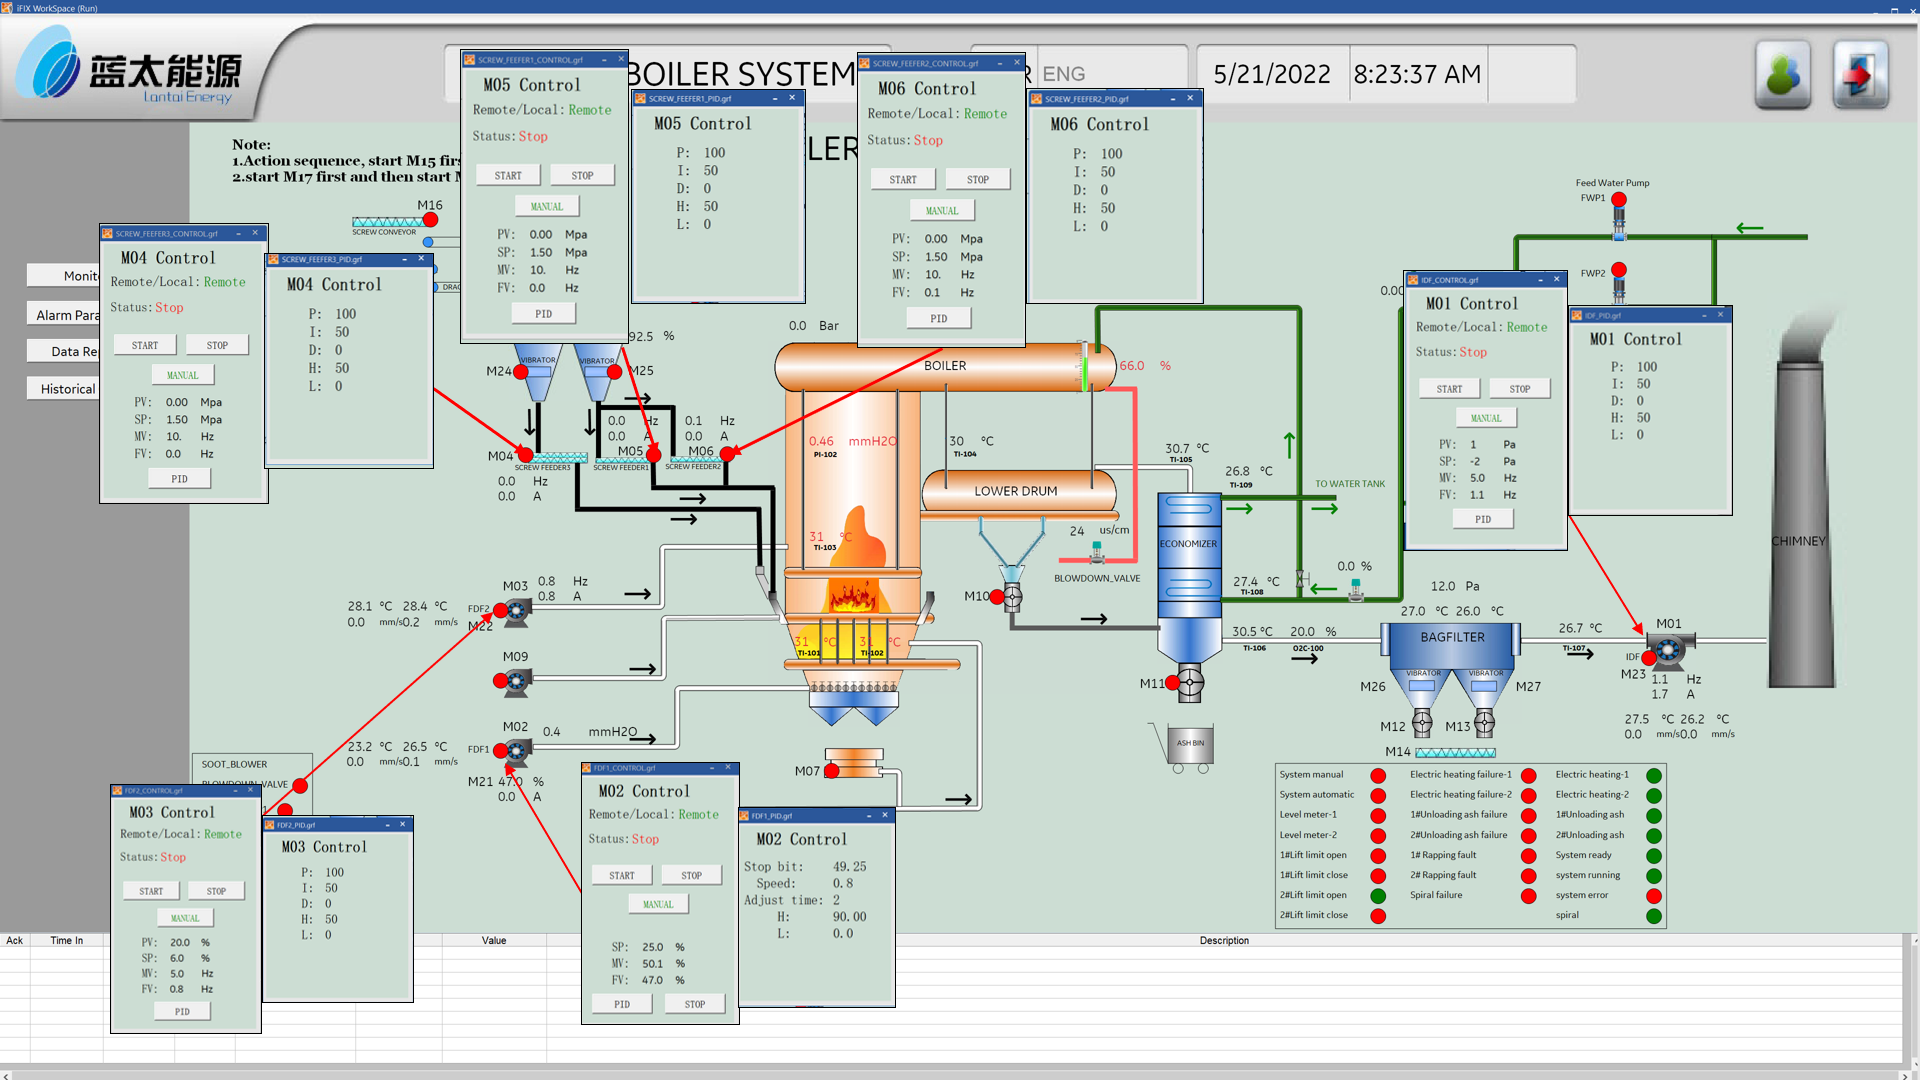 iFIX WorkSpace (Run)
蓝太能源
Lantai Energy
BOILER SYSTEM
ENG
5/21/2022
8:23:37 AM
Note:
1.Action sequence, start M15
2.start M17 first and then start
M16
SCREW CONVEYOR
Alarm
Data
Historical
SCREW_FEEFER3_CONTROL.grf
M04 Control
Remote/Local: Remote
Status: Stop
START STOP
MANUAL
PV: 0.00 Mpa
SP: 1.50 Mpa
MV: 10. Hz
FV: 0.0 Hz
PID
SCREW_FEEFER3_PID.grf
M04 Control
P: 100
I: 50
D: 0
H: 50
L: 0
SCREW_FEEFER1_CONTROL.grf
M05 Control
Remote/Local: Remote
Status: Stop
START STOP
MANUAL
PV: 0.00 Mpa
SP: 1.50 Mpa
MV: 10. Hz
FV: 0.0 Hz
PID
SCREW_FEEFER1_PID.grf
M05 Control
P: 100
I: 50
D: 0
H: 50
L: 0
SCREW_FEEFER2_CONTROL.grf
M06 Control
Remote/Local: Remote
Status: Stop
START STOP
MANUAL
PV: 0.00 Mpa
SP: 1.50 Mpa
MV: 10. Hz
FV: 0.1 Hz
PID
SCREW_FEEFER2_PID.grf
M06 Control
P: 100
I: 50
D: 0
H: 50
L: 0
Feed Water Pump
FWP1
FWP2
IDF_CONTROL.grf
M01 Control
Remote/Local: Remote
Status: Stop
START STOP
MANUAL
PV: 1 Pa
SP: -2 Pa
MV: 5.0 Hz
FV: 1.1 Hz
PID
IDF_PID.grf
M01 Control
P: 100
I: 50
D: 0
H: 50
L: 0
CHIMNEY
92.5 %
0.0 Bar
BOILER
66.0 %
M24 VIBRATOR VIBRATOR M25
0.0 Hz 0.1 Hz
0.0 A 0.0 A
M04 M05 M06
SCREW FEEDER3 SCREW FEEDER1 SCREW FEEDER2
0.0 Hz
0.0 A
0.46 mmH2O
PI-102
30 °C
TI-104
30.7 °C
TI-105
26.8 °C
TI-109
TO WATER TANK
LOWER DRUM
24 us/cm
31 °C
TI-103
ECONOMIZER
BLOWDOWN_VALVE
27.4 °C
TI-108
0.0 %
M10
M03
0.8 Hz
0.8 A
28.1 °C 28.4 °C
0.0 mm/s 0.2 mm/s
FDF2
M22
31 °C 31 °C
TI-101 TI-102
30.5 °C 20.0 %
TI-106 O2C-100
12.0 Pa
27.0 °C 26.0 °C
BAGFILTER
26.7 °C
TI-107
M01
IDF
M23
1.1 Hz
1.7 A
27.5 °C 26.2 °C
0.0 mm/s 0.0 mm/s
M09
M11
M26 VIBRATOR VIBRATOR M27
M12 M13
M14
M02
0.4 mmH2O
23.2 °C 26.5 °C
0.0 mm/s 0.1 mm/s
FDF1
M21 47.0 %
0.0 A
M07
ASH BIN
SOOT_BLOWER
System manual Electric heating failure-1 Electric heating-1
System automatic Electric heating failure-2 Electric heating-2
Level meter-1 1#Unloading ash failure 1#Unloading ash
Level meter-2 2#Unloading ash failure 2#Unloading ash
1#Lift limit open 1# Rapping fault System ready
1#Lift limit close 2# Rapping fault system running
2#Lift limit open Spiral failure system error
2#Lift limit close spiral
FDF2_CONTROL.grf
M03 Control
Remote/Local: Remote
Status: Stop
START STOP
MANUAL
PV: 20.0 %
SP: 6.0 %
MV: 5.0 Hz
FV: 0.8 Hz
PID
FDF2_PID.grf
M03 Control
P: 100
I: 50
D: 0
H: 50
L: 0
FDF1_CONTROL.grf
M02 Control
Remote/Local: Remote
Status: Stop
START STOP
MANUAL
SP: 25.0 %
MV: 50.1 %
FV: 47.0 %
PID STOP
FDF1_PID.grf
M02 Control
Stop bit: 49.25
Speed: 0.8
Adjust time: 2
H: 90.00
L: 0.0
Ack Time In Value Description